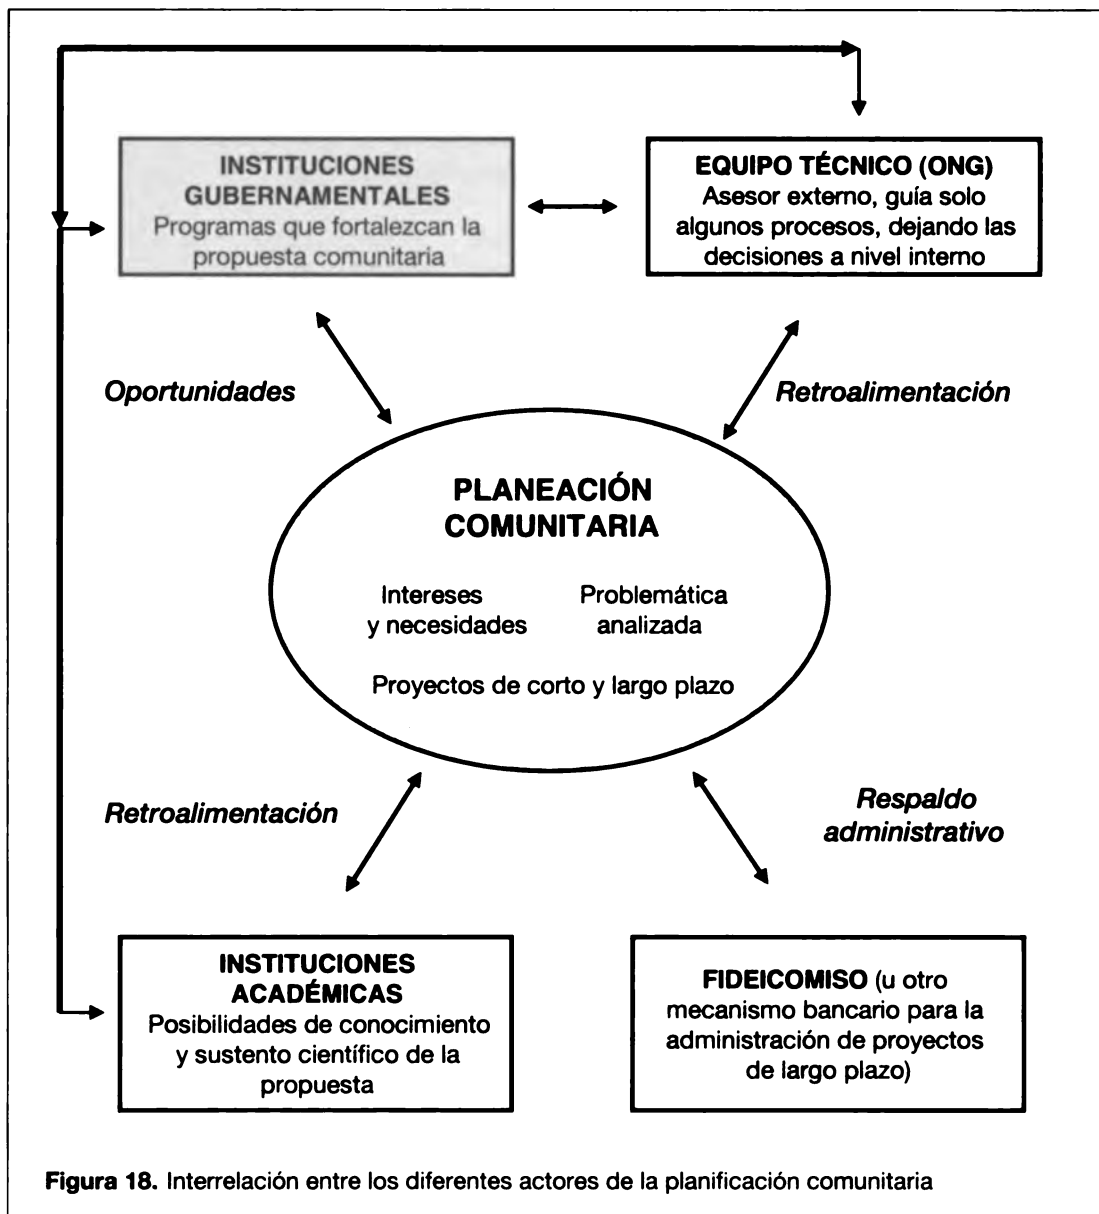 INSTITUCIONES
GUBERNAMENTALES
Programas que fortalezcan la
propuesta comunitaria
EQUIPO TÉCNICO (ONG)
Asesor externo, guía solo
algunos procesos, dejando las
decisiones a nivel interno
Oportunidades
Retroalimentación
PLANEACIÓN
COMUNITARIA
Intereses
y necesidades
Problemática
analizada
Proyectos de corto y largo plazo
Retroalimentación
Respaldo
administrativo
INSTITUCIONES
ACADÉMICAS
Posibilidades de conocimiento
y sustento científico de la
propuesta
FIDEICOMISO (u otro
mecanismo bancario para la
administración de proyectos
de largo plazo)
Figura 18. Interrelación entre los diferentes actores de la planificación comunitaria